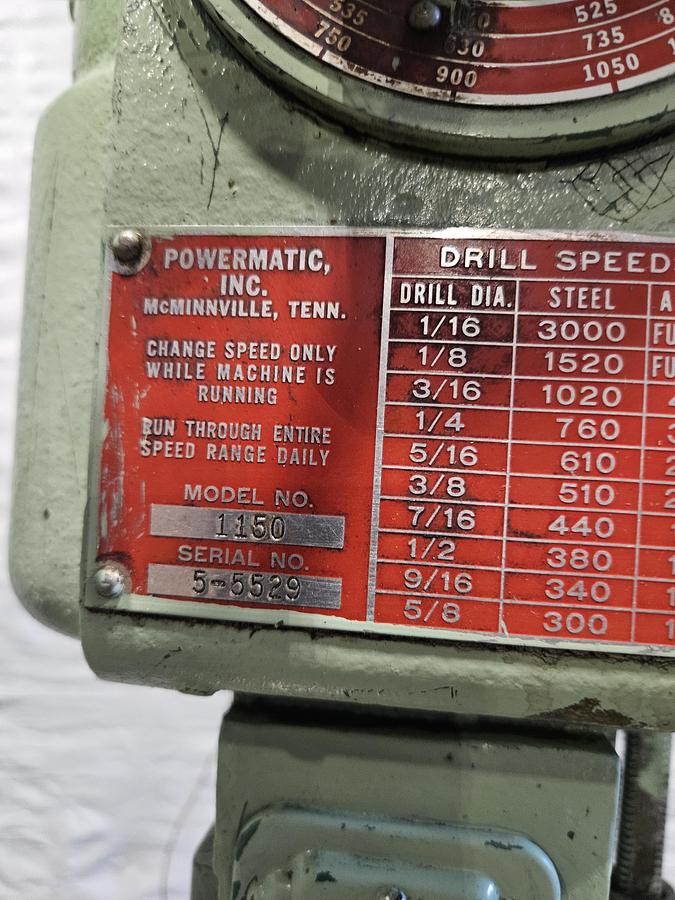 535
525
750
735
900
1050
POWERMATIC,
INC.
McMINNVILLE, TENN.
CHANGE SPEED ONLY
WHILE MACHINE IS
RUNNING
RUN THROUGH ENTIRE
SPEED RANGE DAILY
MODEL NO.
1150
SERIAL NO.
5-5529
DRILL SPEED
DRILL DIA. STEEL
1/16 3000
1/8 1520
3/16 1020
1/4 760
5/16 610
3/8 510
7/16 440
1/2 380
9/16 340
5/8 300